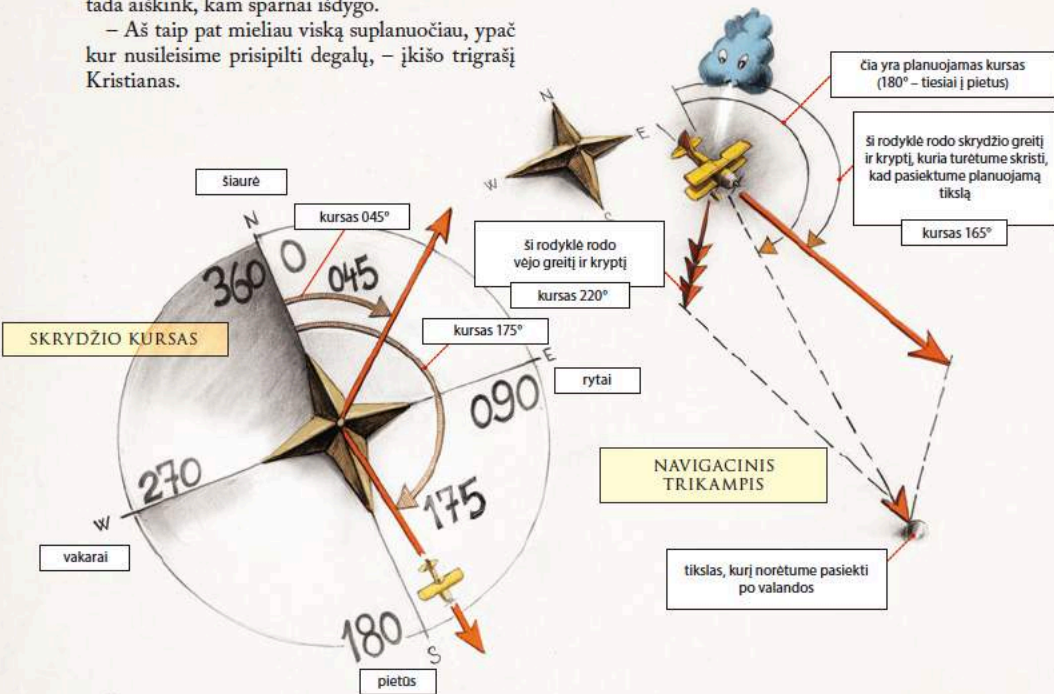 tada aiškink, kam sparnai išdygo.
– Aš taip pat mieliau viską suplanuočiau, ypač
kur nusileisime prisipilti degalų, – įkišo trigrašį
Kristianas.
čia yra planuojamas kursas
(180° – tiesiai į pietus)
ši rodyklė rodo skrydžio greitį
ir kryptį, kuria turėtume skristi,
kad pasiektume planuojamą
tikslą
kursas 165°
N
E
W
S
ši rodyklė rodo
vėjo greitį ir kryptį
kursas 220°
NAVIGACINIS
TRIKAMPIS
tikslas, kurį norėtume pasiekti
po valandos
šiaurė
kursas 045°
N
360
0
045
kursas 175°
SKRYDŽIO KURSAS
E
rytai
090
270
175
W
vakarai
180
S
pietūs